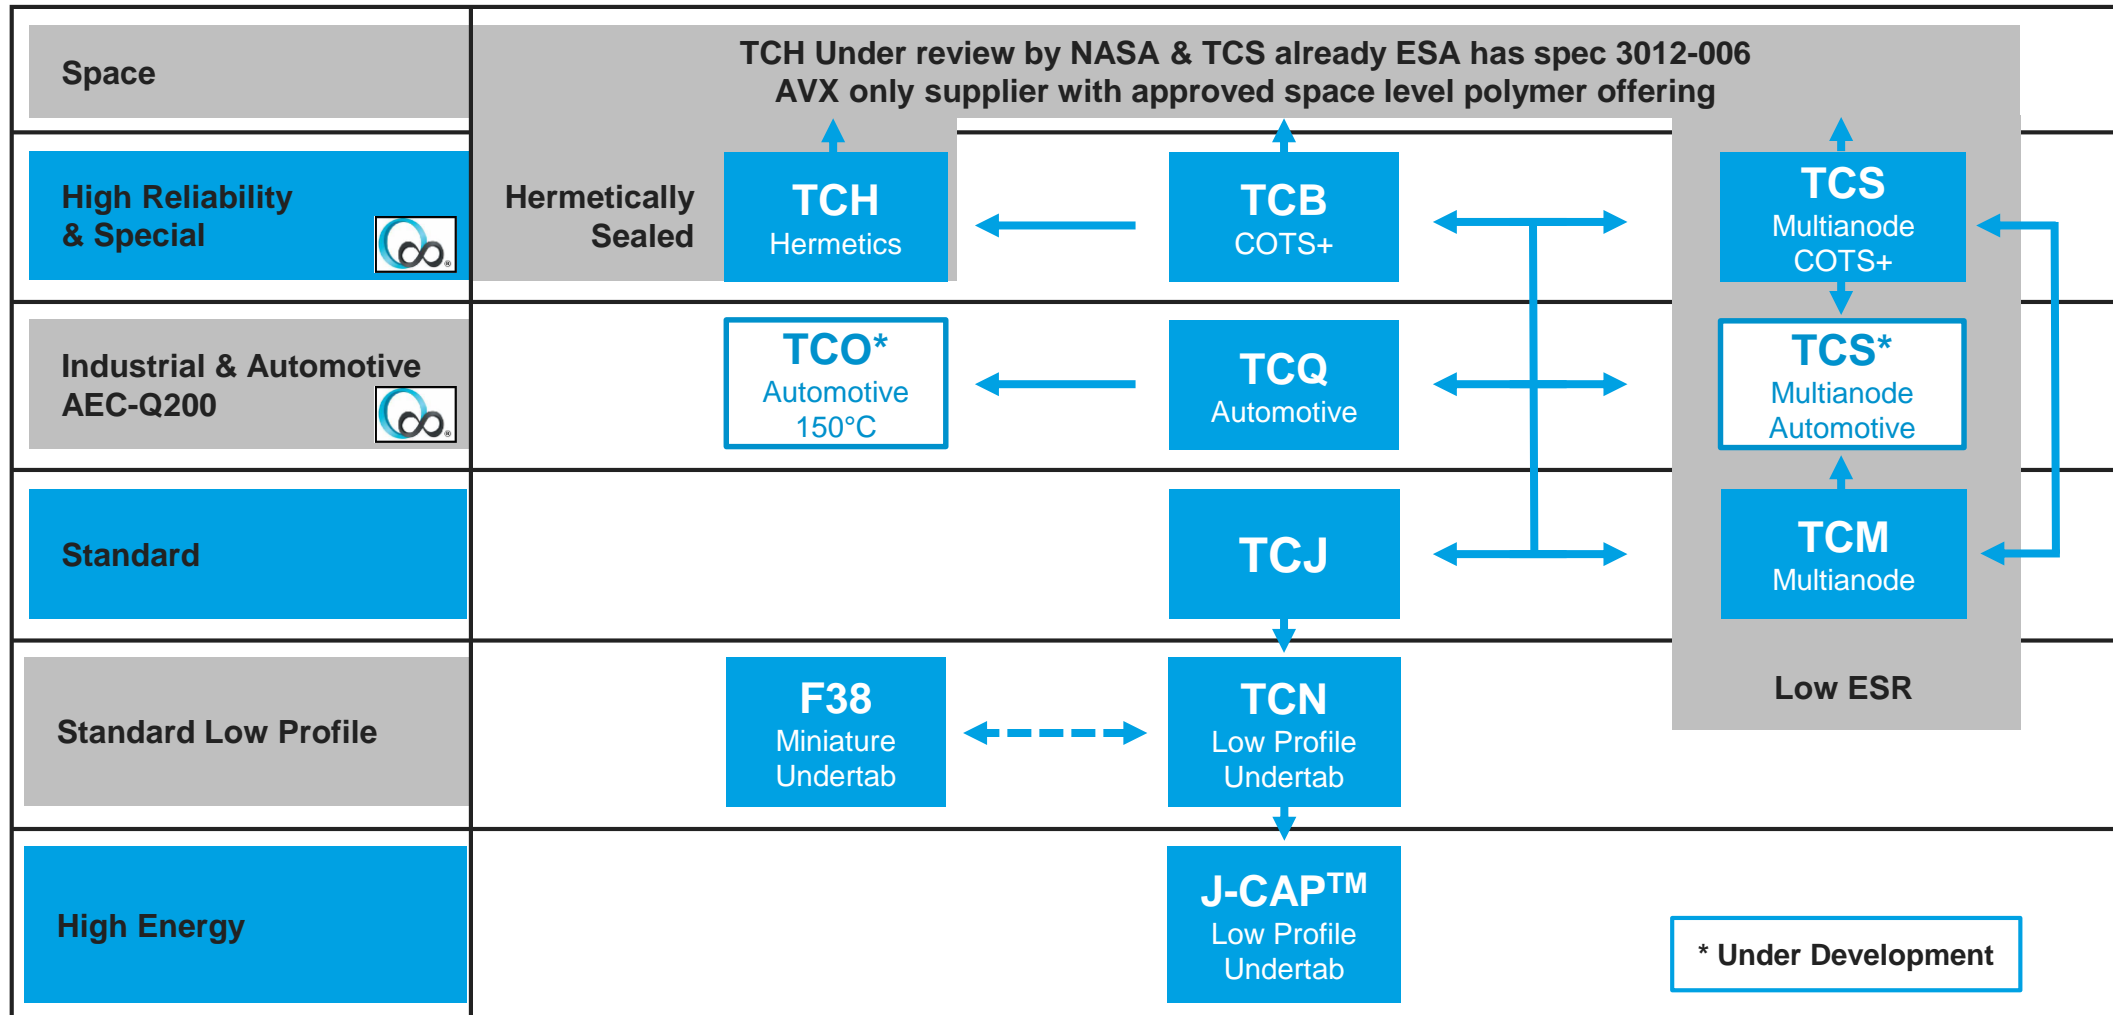 Space
TCH Under review by NASA & TCS already ESA has spec 3012-006
AVX only supplier with approved space level polymer offering
High Reliability
& Special
®
Hermetically
Sealed
TCH
Hermetics
TCB
COTS+
TCS
Multianode
COTS+
Industrial & Automotive
AEC-Q200
®
TCO*
Automotive
150°C
TCQ
Automotive
TCS*
Multianode
Automotive
Standard
TCJ
TCM
Multianode
Standard Low Profile
F38
Miniature
Undertab
TCN
Low Profile
Undertab
Low ESR
High Energy
J-CAP™
Low Profile
Undertab
* Under Development